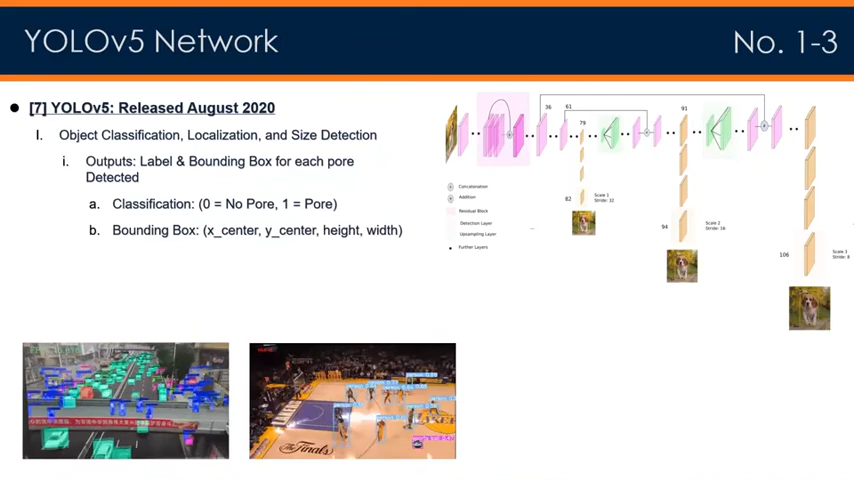 YOLOv5 Network
No. 1-3
● [7] YOLOv5: Released August 2020
I. Object Classification, Localization, and Size Detection
i. Outputs: Label & Bounding Box for each pore
Detected
a. Classification: (0 = No Pore, 1 = Pore)
b. Bounding Box: (x_center, y_center, height, width)
36
61
79
91
82
Scale 1
Stride: 32
94
Scale 2
Stride: 16
106
Scale 3
Stride: 8
Concatenation
Addition
Residual Block
Detection Layer
Upsampling Layer
Further Layers
The Finals